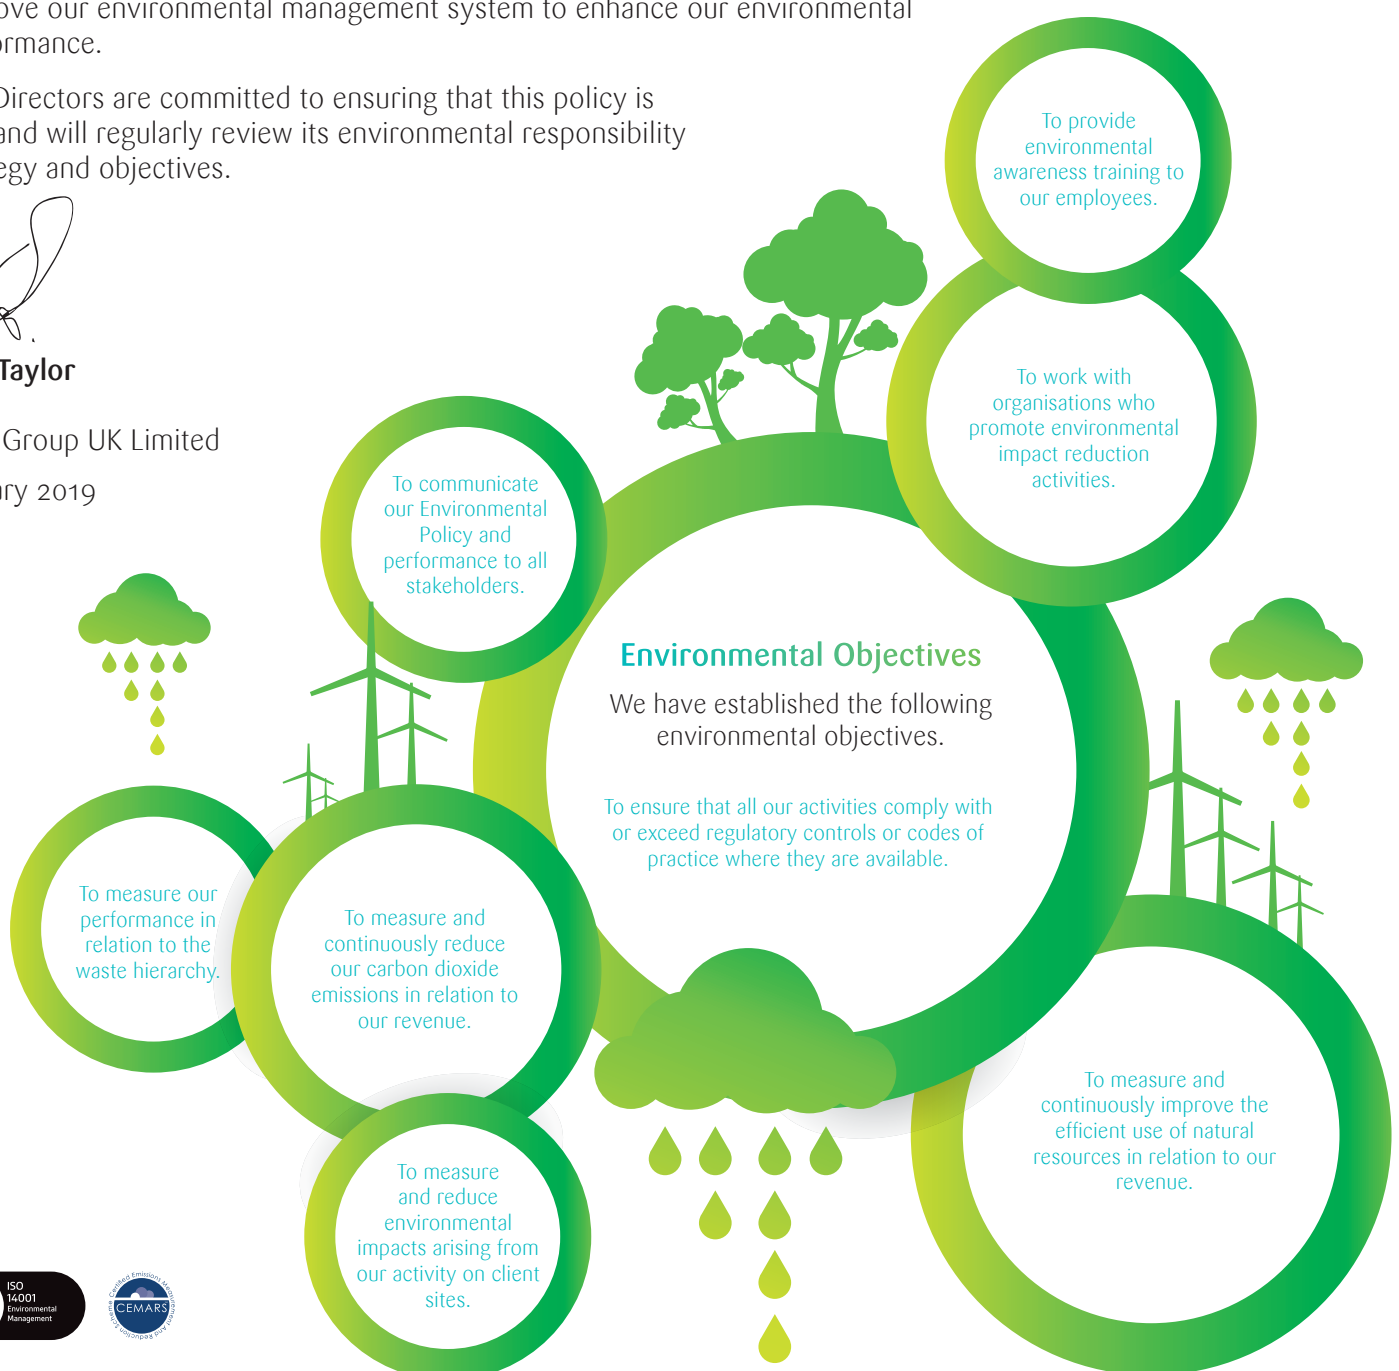 our environmental management system to enhance our environmental
Directors are committed to ensuring that this policy is
and will regularly review its environmental responsibility
and objectives.
Taylor
Group UK Limited
2019
To provide
environmental
awareness training to
our employees.
To work with
organisations who
promote environmental
impact reduction
activities.
To communicate
our Environmental
Policy and
performance to all
stakeholders.
Environmental Objectives
We have established the following
environmental objectives.
To ensure that all our activities comply with
or exceed regulatory controls or codes of
practice where they are available.
To measure our
performance in
relation to the
waste hierarchy.
To measure and
continuously reduce
our carbon dioxide
emissions in relation to
our revenue.
To measure and
continuously improve the
efficient use of natural
resources in relation to our
revenue.
To measure
and reduce
environmental
impacts arising from
our activity on client
sites.
ISO
14001
Environmental
Management
Certified Emissions Measurement And Reduction Scheme
CEMARS